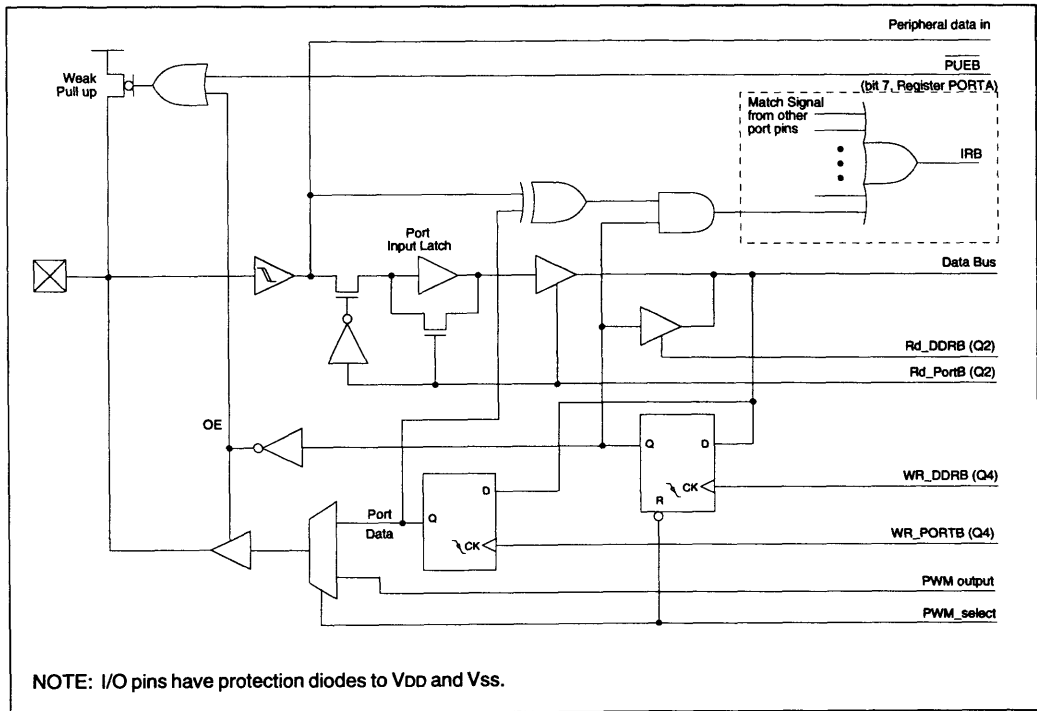 Peripheral data in
Weak
Pull up
PUEB
(bit 7, Register PORTA)
Match Signal
from other
port pins
IRB
Port
Input Latch
Data Bus
Rd_DDRB (Q2)
Rd_PortB (Q2)
OE
Q
D
CK
R
WR_DDRB (Q4)
Port
Data
Q
D
CK
WR_PORTB (Q4)
PWM output
PWM_select
NOTE: I/O pins have protection diodes to VDD and Vss.